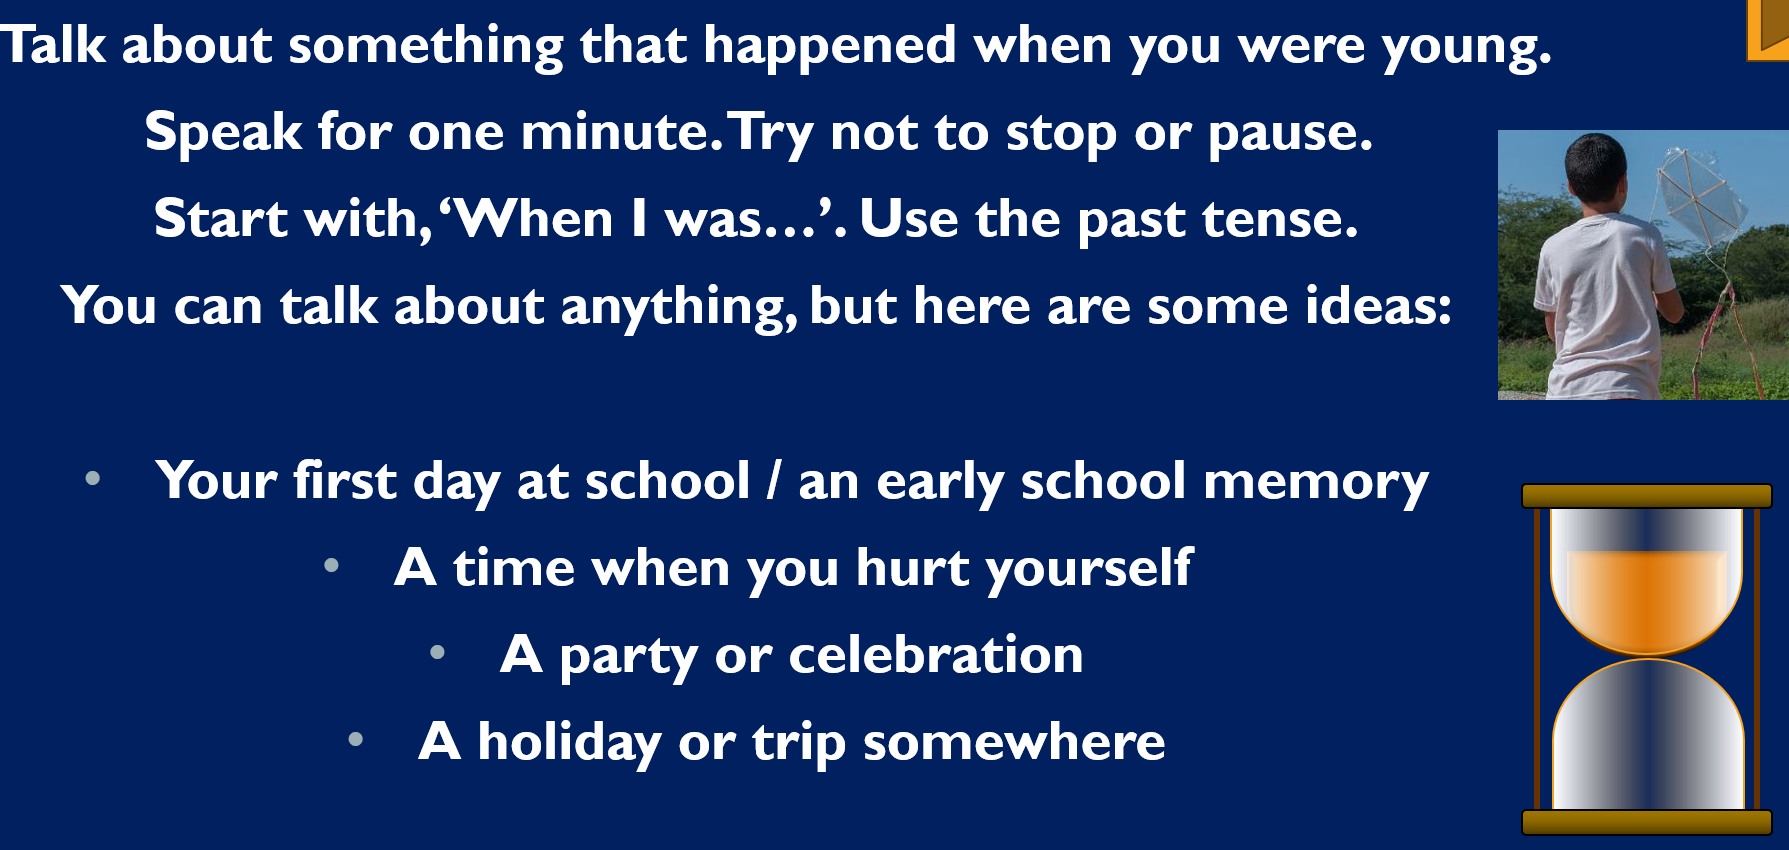 Talk about something that happened when you were young.
Speak for one minute. Try not to stop or pause.
Start with, ‘When I was…’. Use the past tense.
You can talk about anything, but here are some ideas:
• Your first day at school / an early school memory
• A time when you hurt yourself
• A party or celebration
• A holiday or trip somewhere